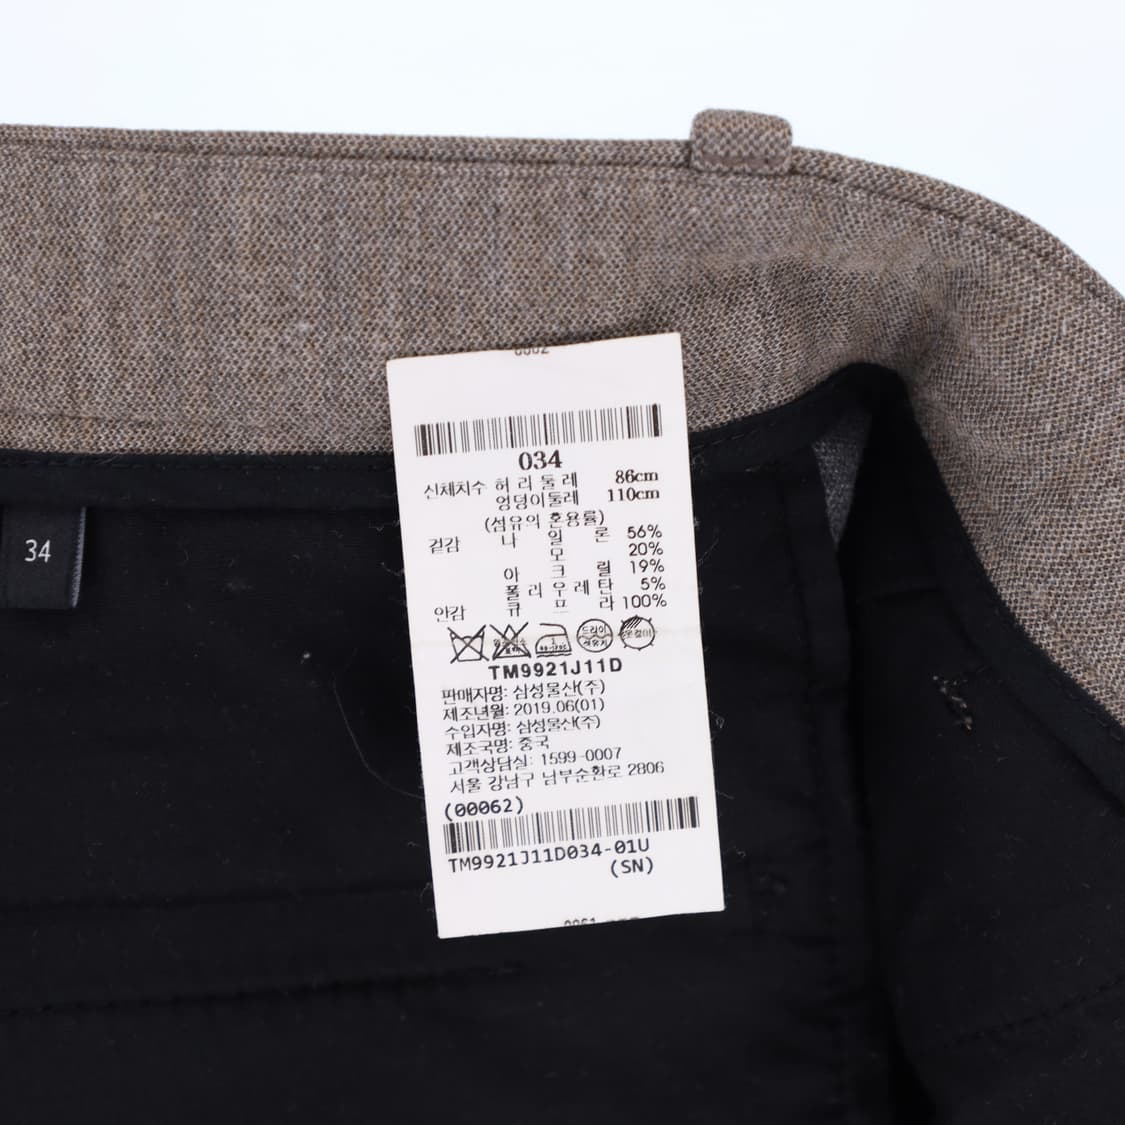 0002
034
신체치수 허 리 둘 레 86cm
엉덩이둘레 110cm
(섬유의 혼용률)
겉감 나 일 론 56%
모 20%
아 크 릴 19%
폴 리 우 레 탄 5%
안감 큐 프 라 100%
드라이
TM9921J11D
판매자명: 삼성물산(주)
제조년월: 2019.06(01)
수입자명: 삼성물산(주)
제조국명: 중국
고객상담실: 1599-0007
서울 강남구 남부순환로 2806
(00062)
TM9921J11D034-01U
(SN)
34